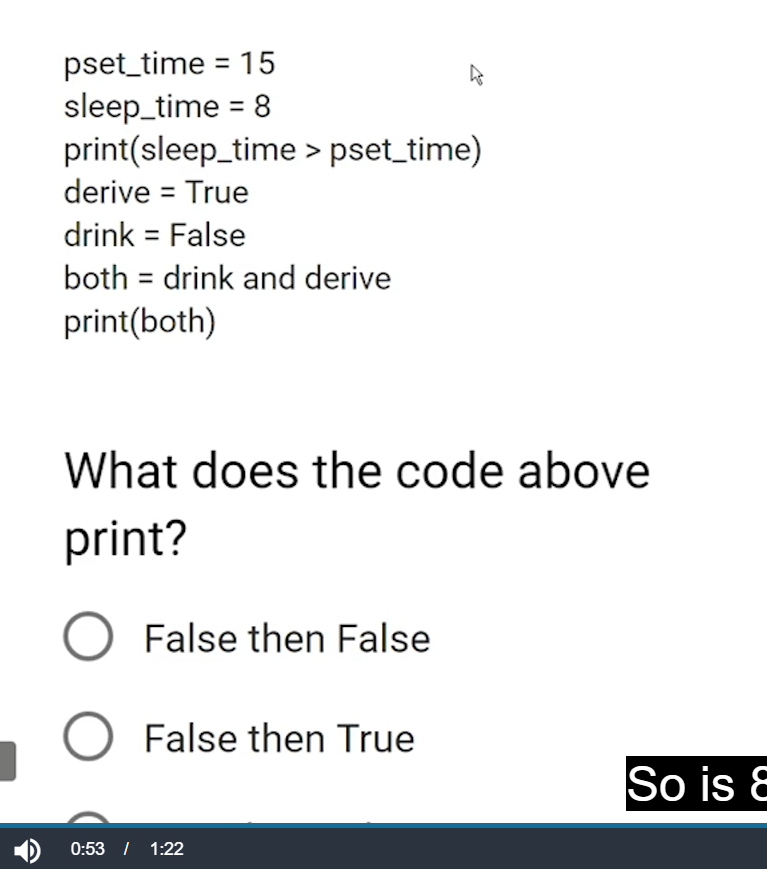 pset_time = 15
sleep_time = 8
print(sleep_time > pset_time)
derive = True
drink = False
both = drink and derive
print(both)
What does the code above
print?
False then False
False then True
So is 8
0:53 / 1:22